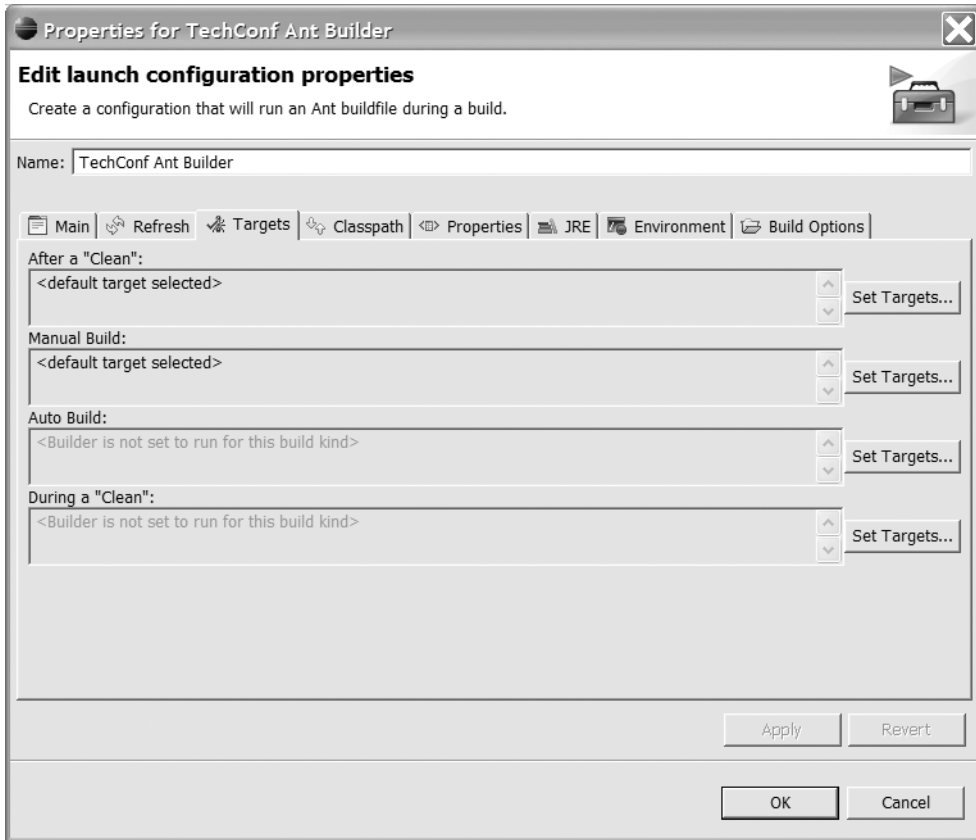 Properties for TechConf Ant Builder
Edit launch configuration properties
Create a configuration that will run an Ant buildfile during a build.
Name: TechConf Ant Builder
Main Refresh Targets Classpath Properties JRE Environment Build Options
After a "Clean":
<default target selected>
Set Targets...
Manual Build:
<default target selected>
Set Targets...
Auto Build:
<Builder is not set to run for this build kind>
Set Targets...
During a "Clean":
<Builder is not set to run for this build kind>
Set Targets...
Apply Revert
OK Cancel